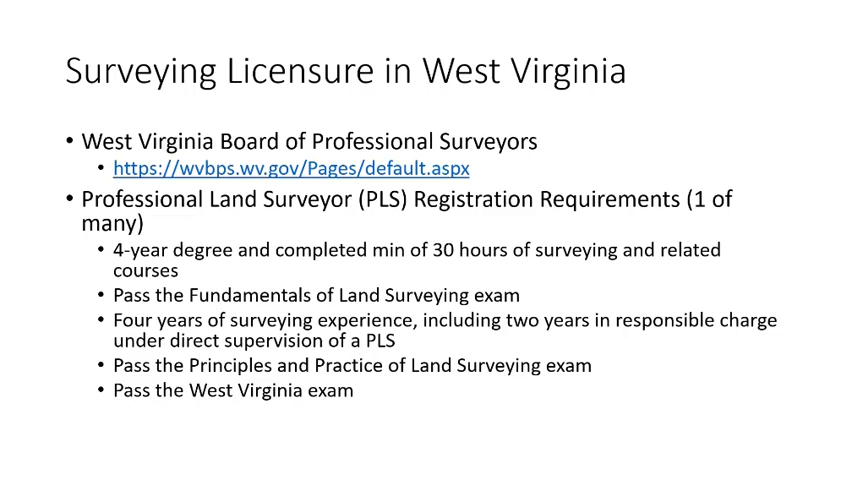 Surveying Licensure in West Virginia
• West Virginia Board of Professional Surveyors
• https://wvbps.wv.gov/Pages/default.aspx
• Professional Land Surveyor (PLS) Registration Requirements (1 of
many)
• 4-year degree and completed min of 30 hours of surveying and related
courses
• Pass the Fundamentals of Land Surveying exam
• Four years of surveying experience, including two years in responsible charge
under direct supervision of a PLS
• Pass the Principles and Practice of Land Surveying exam
• Pass the West Virginia exam